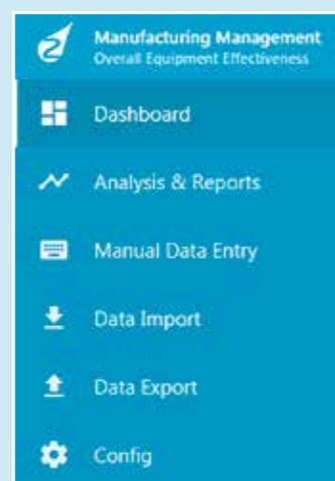 Manufacturing Management
Overall Equipment Effectiveness
Dashboard
Analysis & Reports
Manual Data Entry
Data Import
Data Export
Config